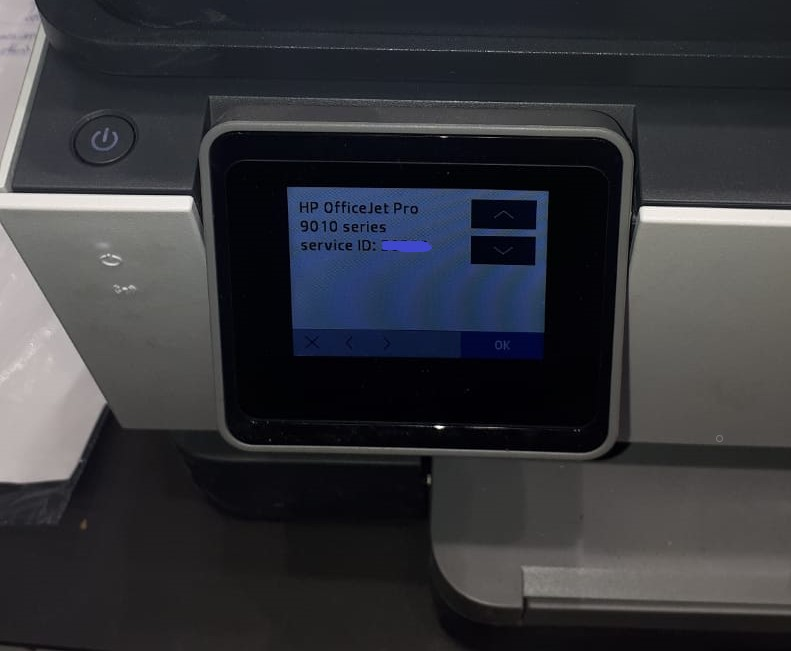 HP OfficeJet Pro
9010 series
service ID:
OK